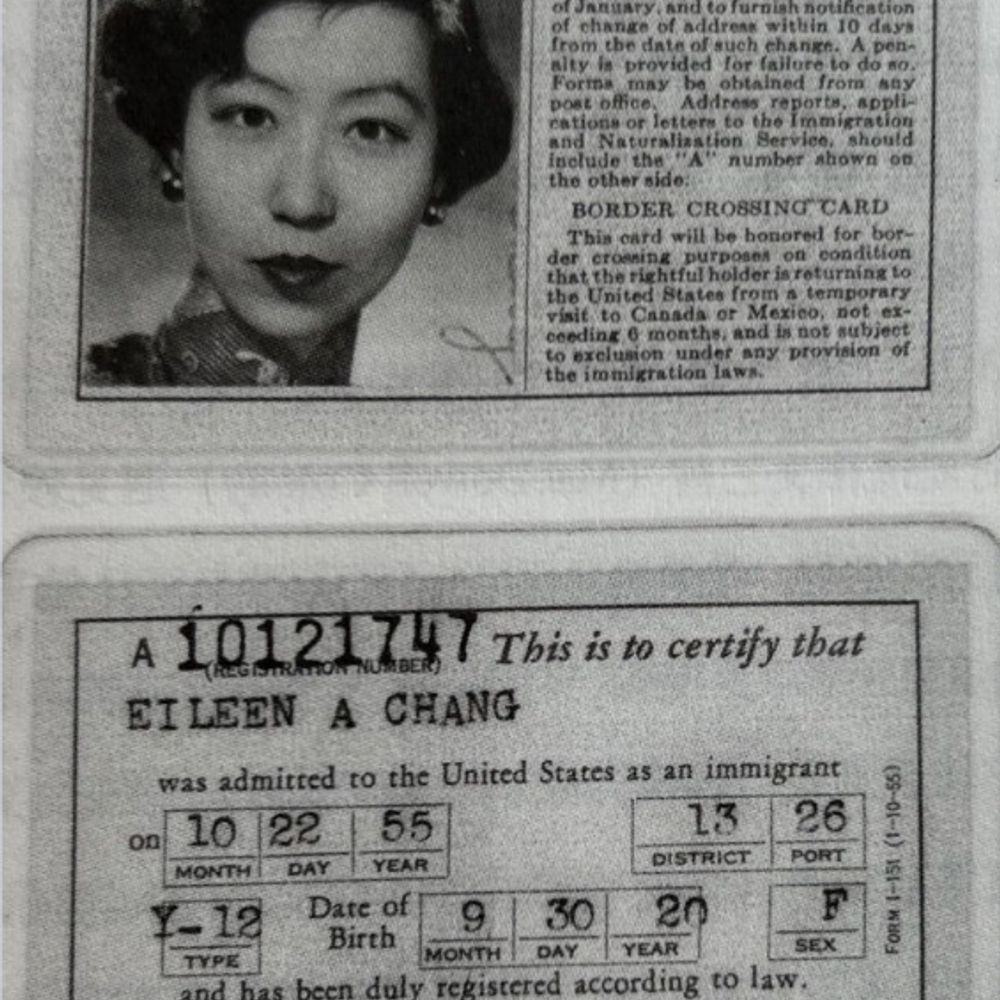 of January, and to furnish notification
of change of address within 10 days
from the date of such change. A pen-
alty is provided for failure to do so.
Forms may be obtained from any
post office. Address reports, appli-
cations or letters to the Immigration
and Naturalization Service, should
include the "A" number shown on
the other side.
BORDER CROSSING CARD
This card will be honored for bor-
der crossing purposes on condition
that the rightful holder is returning to
the United States from a temporary
visit to Canada or Mexico, not ex-
ceeding 6 months, and is not subject
to exclusion under any provision of
the immigration laws.
A 10121747 This is to certify that
(REGISTRATION NUMBER)
EILEEN A CHANG
was admitted to the United States as an immigrant
on 10 22 55 13 26
MONTH DAY YEAR DISTRICT PORT
Y-12 Date of Birth 9 30 20 F
TYPE MONTH DAY YEAR SEX
and has been duly registered according to law.
FORM I-151 (1-10-55)